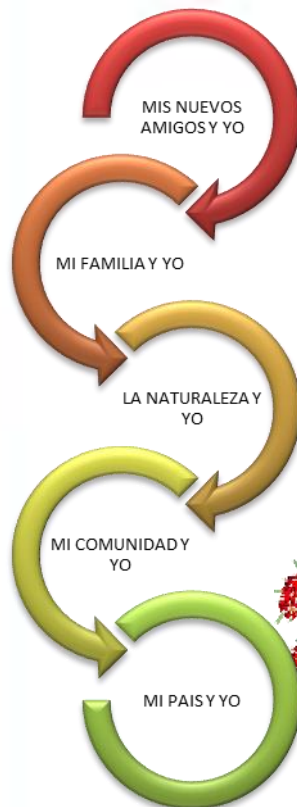 MIS NUEVOS
AMIGOS Y YO
MI FAMILIA Y YO
LA NATURALEZA Y
YO
MI COMUNIDAD Y
YO
MI PAIS Y YO